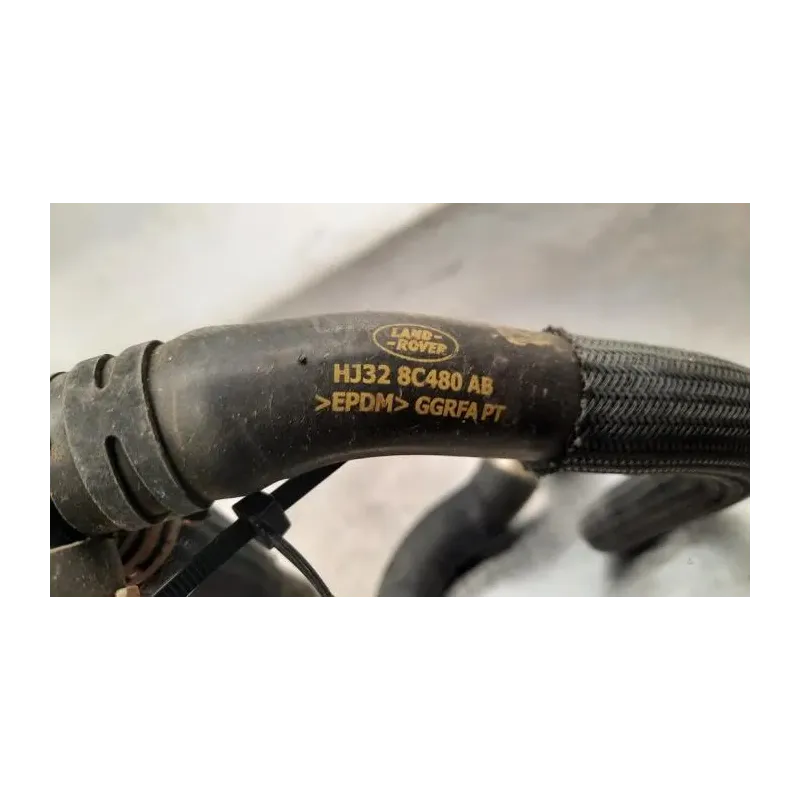 LAND-
-ROVER
HJ32 8C480 AB
>EPDM> GGRFA PT